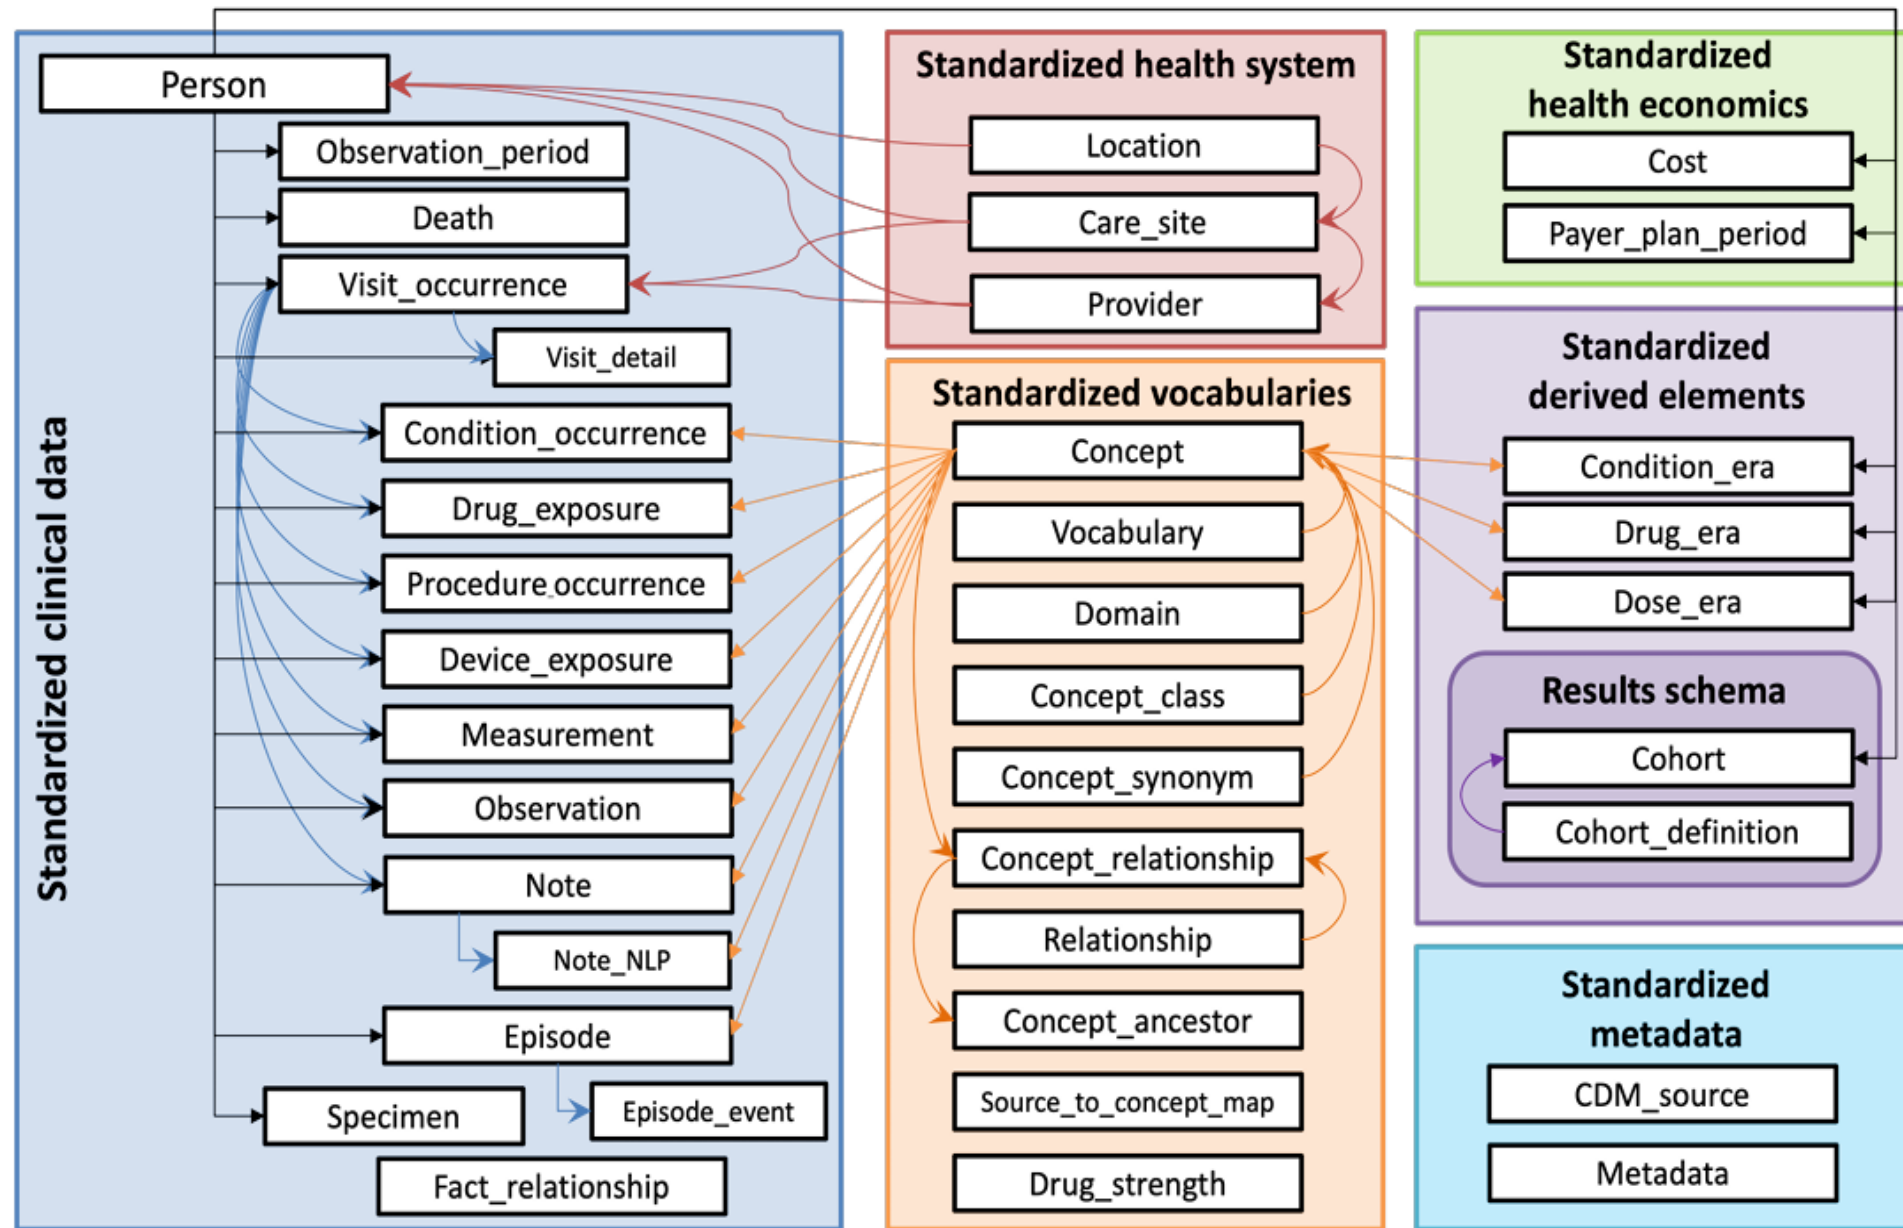 Standardized clinical data
Person
Observation_period
Death
Visit_occurrence
Visit_detail
Condition_occurrence
Drug_exposure
Procedure_occurrence
Device_exposure
Measurement
Observation
Note
Note_NLP
Episode
Specimen
Episode_event
Fact_relationship
Standardized health system
Location
Care_site
Provider
Standardized vocabularies
Concept
Vocabulary
Domain
Concept_class
Concept_synonym
Concept_relationship
Relationship
Concept_ancestor
Source_to_concept_map
Drug_strength
Standardized
health economics
Cost
Payer_plan_period
Standardized
derived elements
Condition_era
Drug_era
Dose_era
Results schema
Cohort
Cohort_definition
Standardized
metadata
CDM_source
Metadata